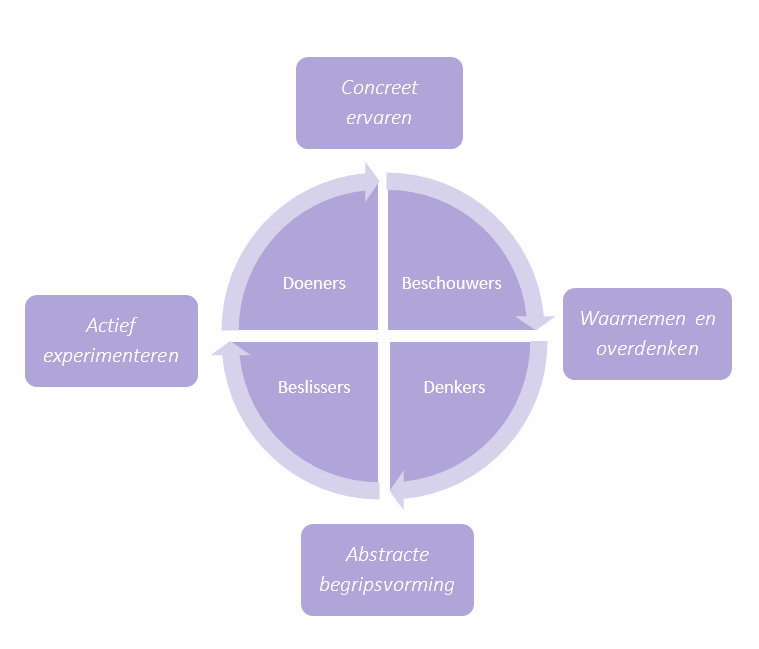 Concreet
ervaren
Doeners
Beschouwers
Actief
experimenteren
Waarnemen en
overdenken
Beslissers
Denkers
Abstracte
begripsvorming